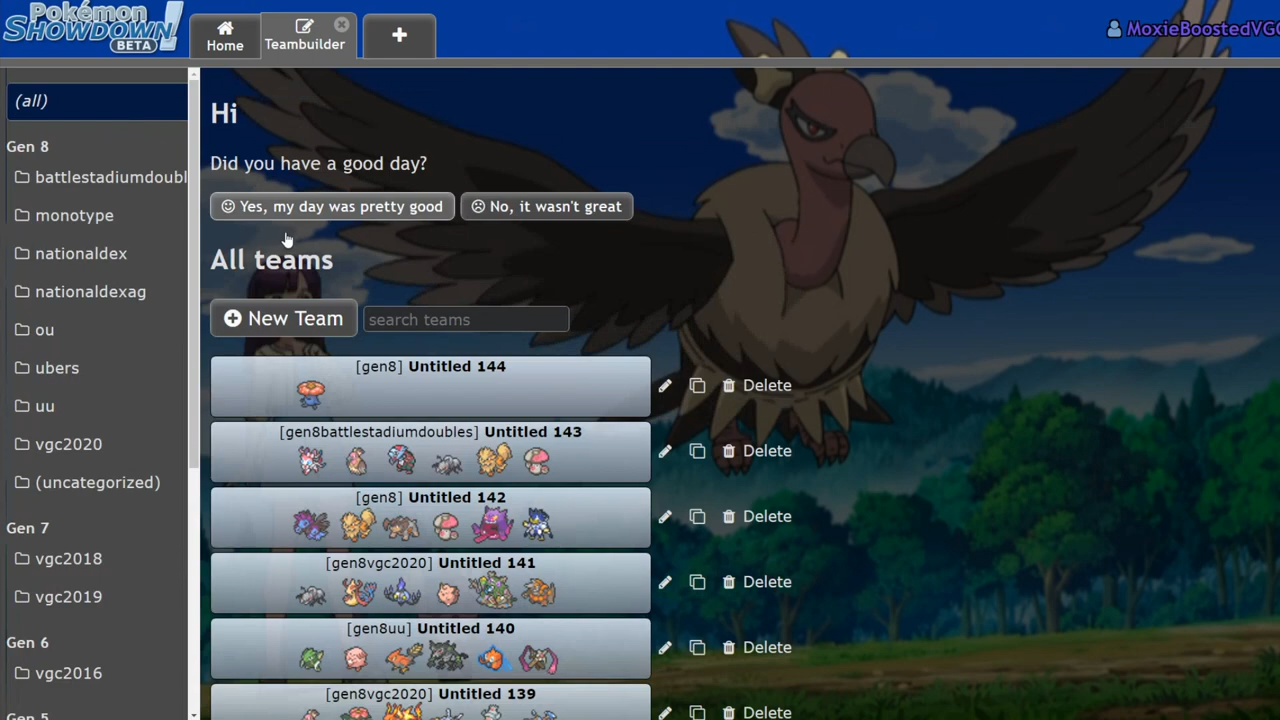 Pokémon
SHOWDOWN!
BETA
Home
Teambuilder
MoxieBoostedVGC
(all)
Gen 8
battlestadiumdoubl
monotype
nationaldex
nationaldexag
ou
ubers
uu
vgc2020
(uncategorized)
Gen 7
vgc2018
vgc2019
Gen 6
vgc2016
Gen 5
Hi
Did you have a good day?
Yes, my day was pretty good
No, it wasn't great
All teams
New Team
search teams
[gen8] Untitled 144
Delete
[gen8battlestadiumdoubles] Untitled 143
Delete
[gen8] Untitled 142
Delete
[gen8vgc2020] Untitled 141
Delete
[gen8uu] Untitled 140
Delete
[gen8vgc2020] Untitled 139
Delete